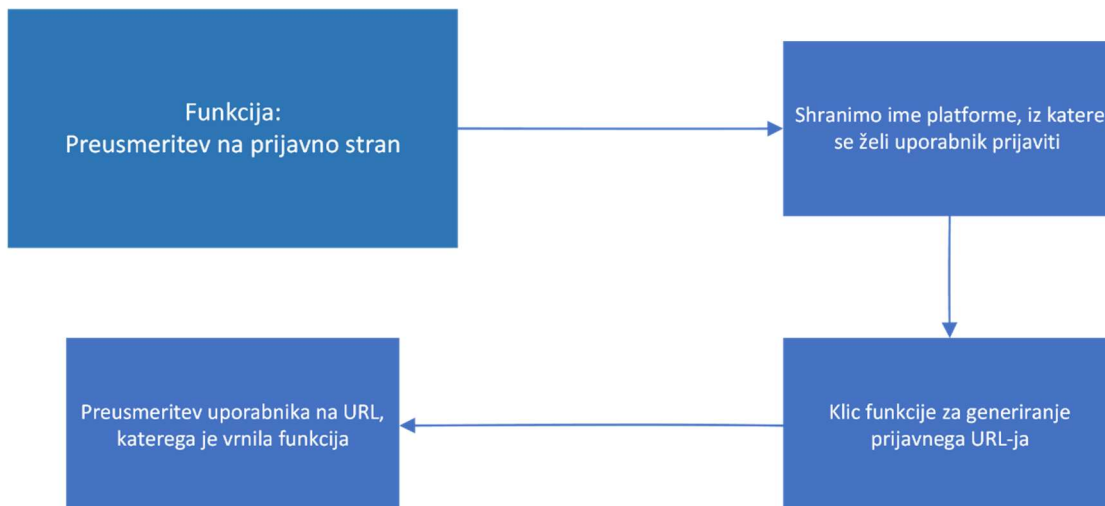 Funkcija:
Preusmeritev na prijavno stran
Shranimo ime platforme, iz katere
se želi uporabnik prijaviti
Klic funkcije za generiranje
prijavnega URL-ja
Preusmeritev uporabnika na URL,
katerega je vrnila funkcija